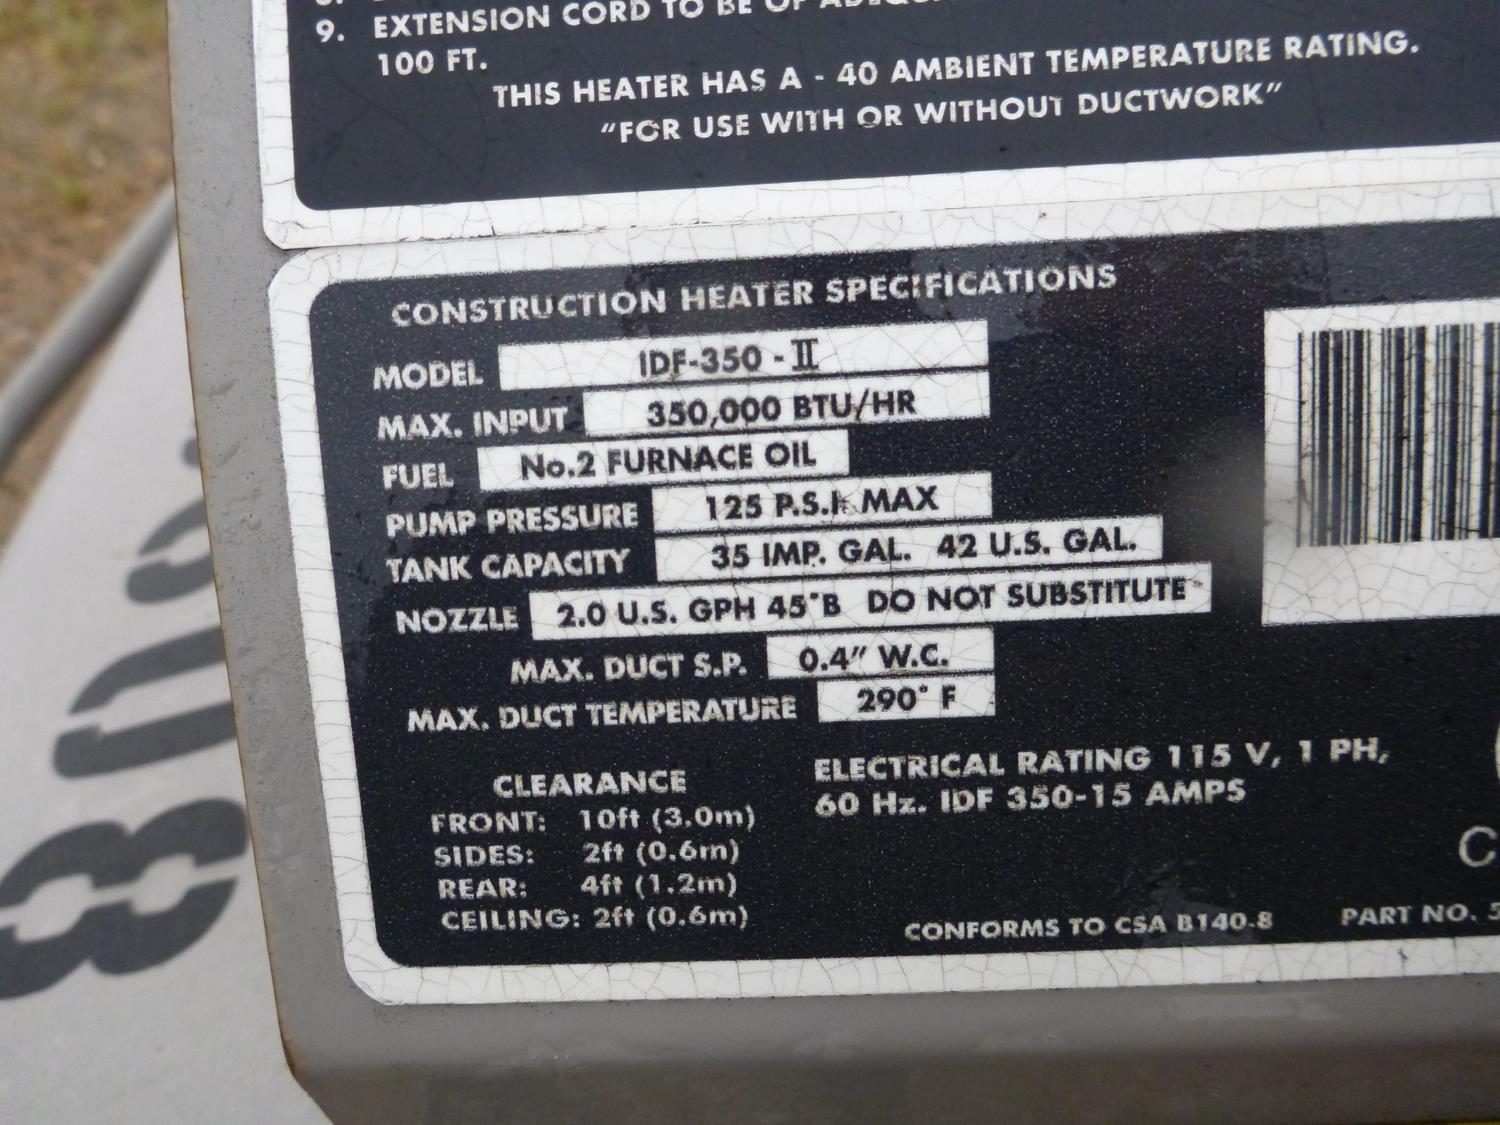 9. EXTENSION CORD TO BE OF
100 FT.
THIS HEATER HAS A - 40 AMBIENT TEMPERATURE RATING.
"FOR USE WITH OR WITHOUT DUCTWORK"
CONSTRUCTION HEATER SPECIFICATIONS
MODEL IDF-350 - II
MAX. INPUT 350,000 BTU/HR
FUEL No.2 FURNACE OIL
PUMP PRESSURE 125 P.S.I. MAX
TANK CAPACITY 35 IMP. GAL. 42 U.S. GAL.
NOZZLE 2.0 U.S. GPH 45°B DO NOT SUBSTITUTE
MAX. DUCT S.P. 0.4" W.C.
MAX. DUCT TEMPERATURE 290° F
CLEARANCE
FRONT: 10ft (3.0m)
SIDES: 2ft (0.6m)
REAR: 4ft (1.2m)
CEILING: 2ft (0.6m)
ELECTRICAL RATING 115 V, 1 PH,
60 Hz. IDF 350-15 AMPS
C
CONFORMS TO CSA B140.8
PART NO. 5